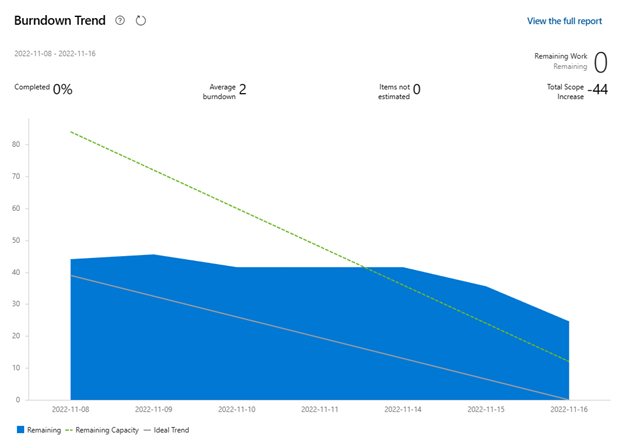 Burndown Trend
View the full report
2022-11-08 - 2022-11-16
Remaining Work
Remaining
0
Completed 0%
Average
burndown
2
Items not
estimated
0
Total Scope
Increase
-44
80
70
60
50
40
30
20
10
0
2022-11-08
2022-11-09
2022-11-10
2022-11-11
2022-11-14
2022-11-15
2022-11-16
Remaining
Remaining Capacity
Ideal Trend